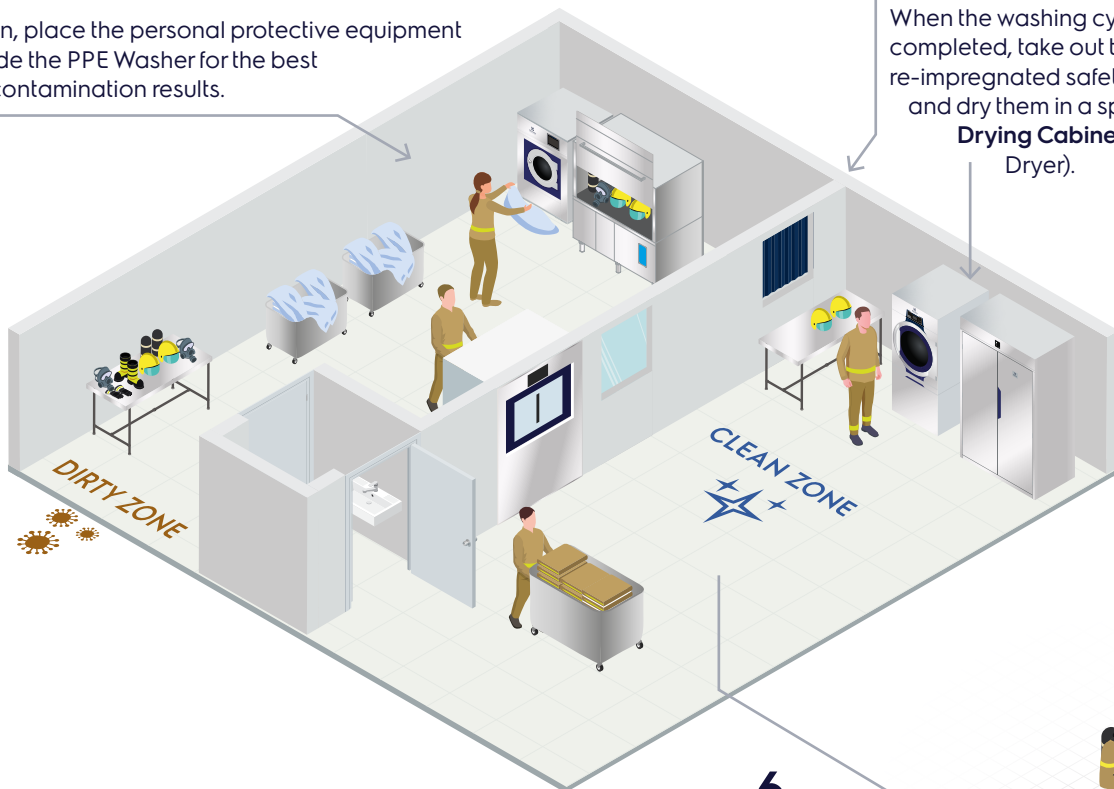 n, place the personal protective equipment
de the PPE Washer for the best
contamination results.
When the washing cy
completed, take out t
re-impregnated safet
and dry them in a sp
Drying Cabine
Dryer).
DIRTY ZONE
CLEAN ZONE
6